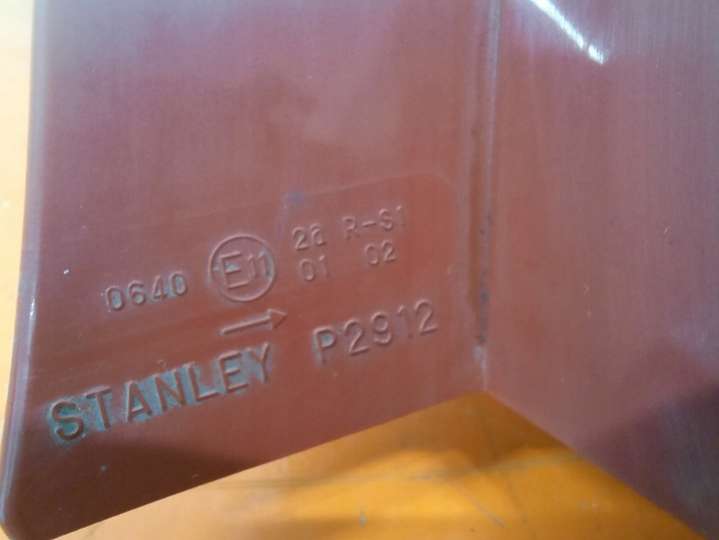 2a R-S1
0640 E11 01 02
→
STANLEY P2912